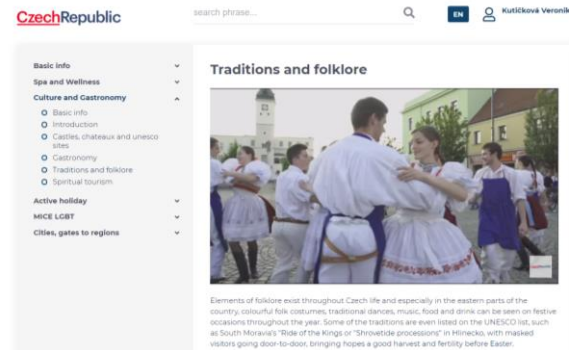 CzechRepublic
search phrase...
EN
Kutičková Veronik
Basic info
Spa and Wellness
Culture and Gastronomy
Basic info
Introduction
Castles, chateaux and unesco
sites
Gastronomy
Traditions and folklore
Spiritual tourism
Active holiday
MICE LGBT
Cities, gates to regions
Traditions and folklore
Elements of folklore exist throughout Czech life and especially in the eastern parts of the
country, colourful folk costumes, traditional dances, music, food and drink can be seen on festive
occasions throughout the year. Some of the traditions are even listed on the UNESCO list, such
as South Moravia's "Ride of the Kings or "Shrovetide processions" in Hlinecko, with masked
visitors going door-to-door, bringing hopes a good harvest and fertility before Easter.